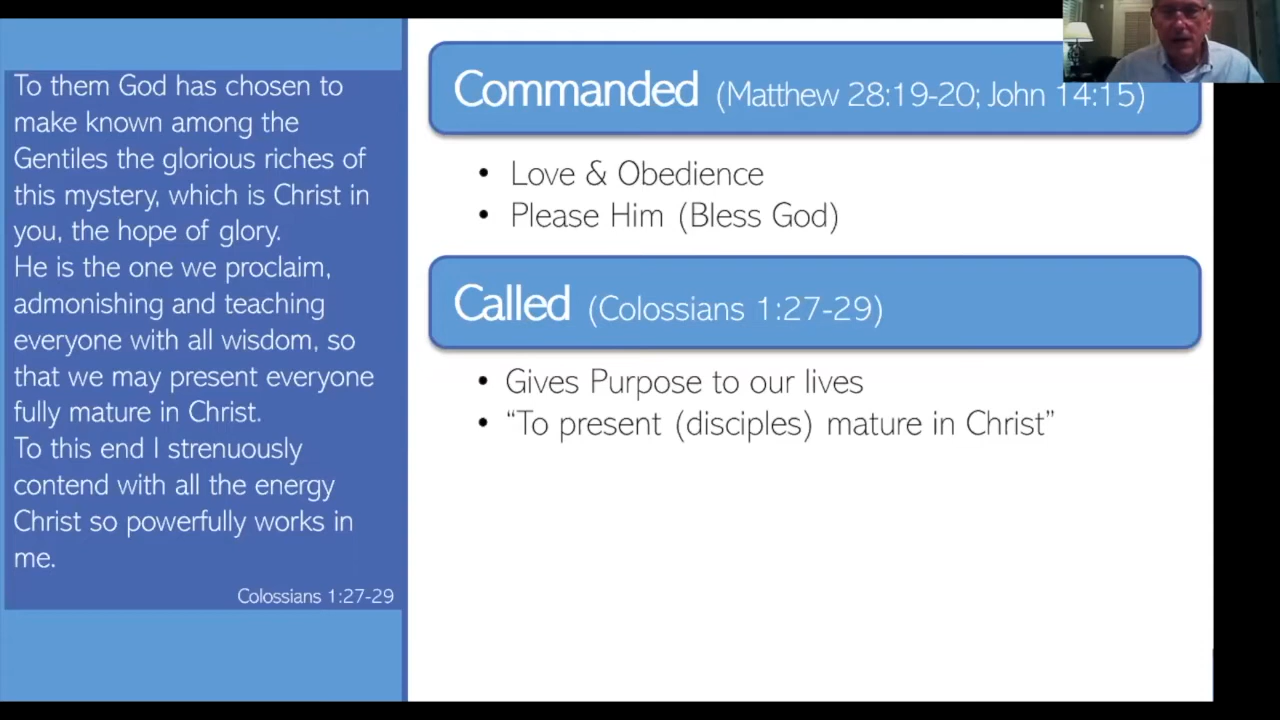 To them God has chosen to
make known among the
Gentiles the glorious riches of
this mystery, which is Christ in
you, the hope of glory.
He is the one we proclaim,
admonishing and teaching
everyone with all wisdom, so
that we may present everyone
fully mature in Christ.
To this end I strenuously
contend with all the energy
Christ so powerfully works in
me.
Colossians 1:27-29
Commanded (Matthew 28:19-20; John 14:15)
• Love & Obedience
• Please Him (Bless God)
Called (Colossians 1:27-29)
• Gives Purpose to our lives
• “To present (disciples) mature in Christ”